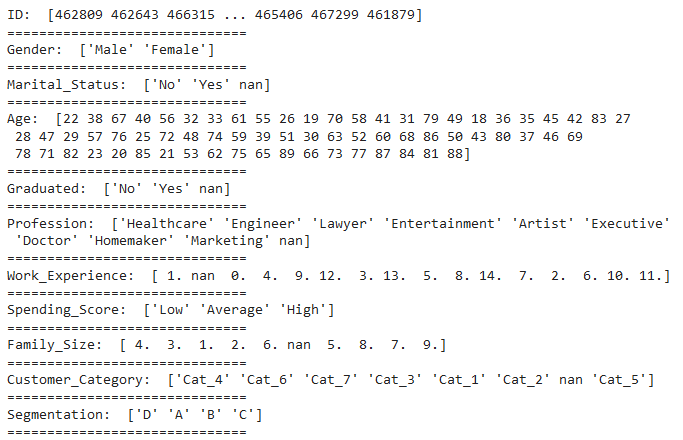 ID:  [462809 462643 466315 ... 465406 467299 461879]
==============================
Gender:  ['Male' 'Female']
==============================
Marital_Status:  ['No' 'Yes' nan]
==============================
Age:  [22 38 67 40 56 32 33 61 55 26 19 70 58 41 31 79 49 18 36 35 45 42 83 27
 28 47 29 57 76 25 72 48 74 59 39 51 30 63 52 60 68 86 50 43 80 37 46 69
 78 71 82 23 20 85 21 53 62 75 65 89 66 73 77 87 84 81 88]
==============================
Graduated:  ['No' 'Yes' nan]
==============================
Profession:  ['Healthcare' 'Engineer' 'Lawyer' 'Entertainment' 'Artist' 'Executive'
 'Doctor' 'Homemaker' 'Marketing' nan]
==============================
Work_Experience:  [ 1. nan  0.  4.  9. 12.  3. 13.  5.  8. 14.  7.  2.  6. 10. 11.]
==============================
Spending_Score:  ['Low' 'Average' 'High']
==============================
Family_Size:  [ 4.  3.  1.  2.  6. nan  5.  8.  7.  9.]
==============================
Customer_Category:  ['Cat_4' 'Cat_6' 'Cat_7' 'Cat_3' 'Cat_1' 'Cat_2' nan 'Cat_5']
==============================
Segmentation:  ['D' 'A' 'B' 'C']
==============================